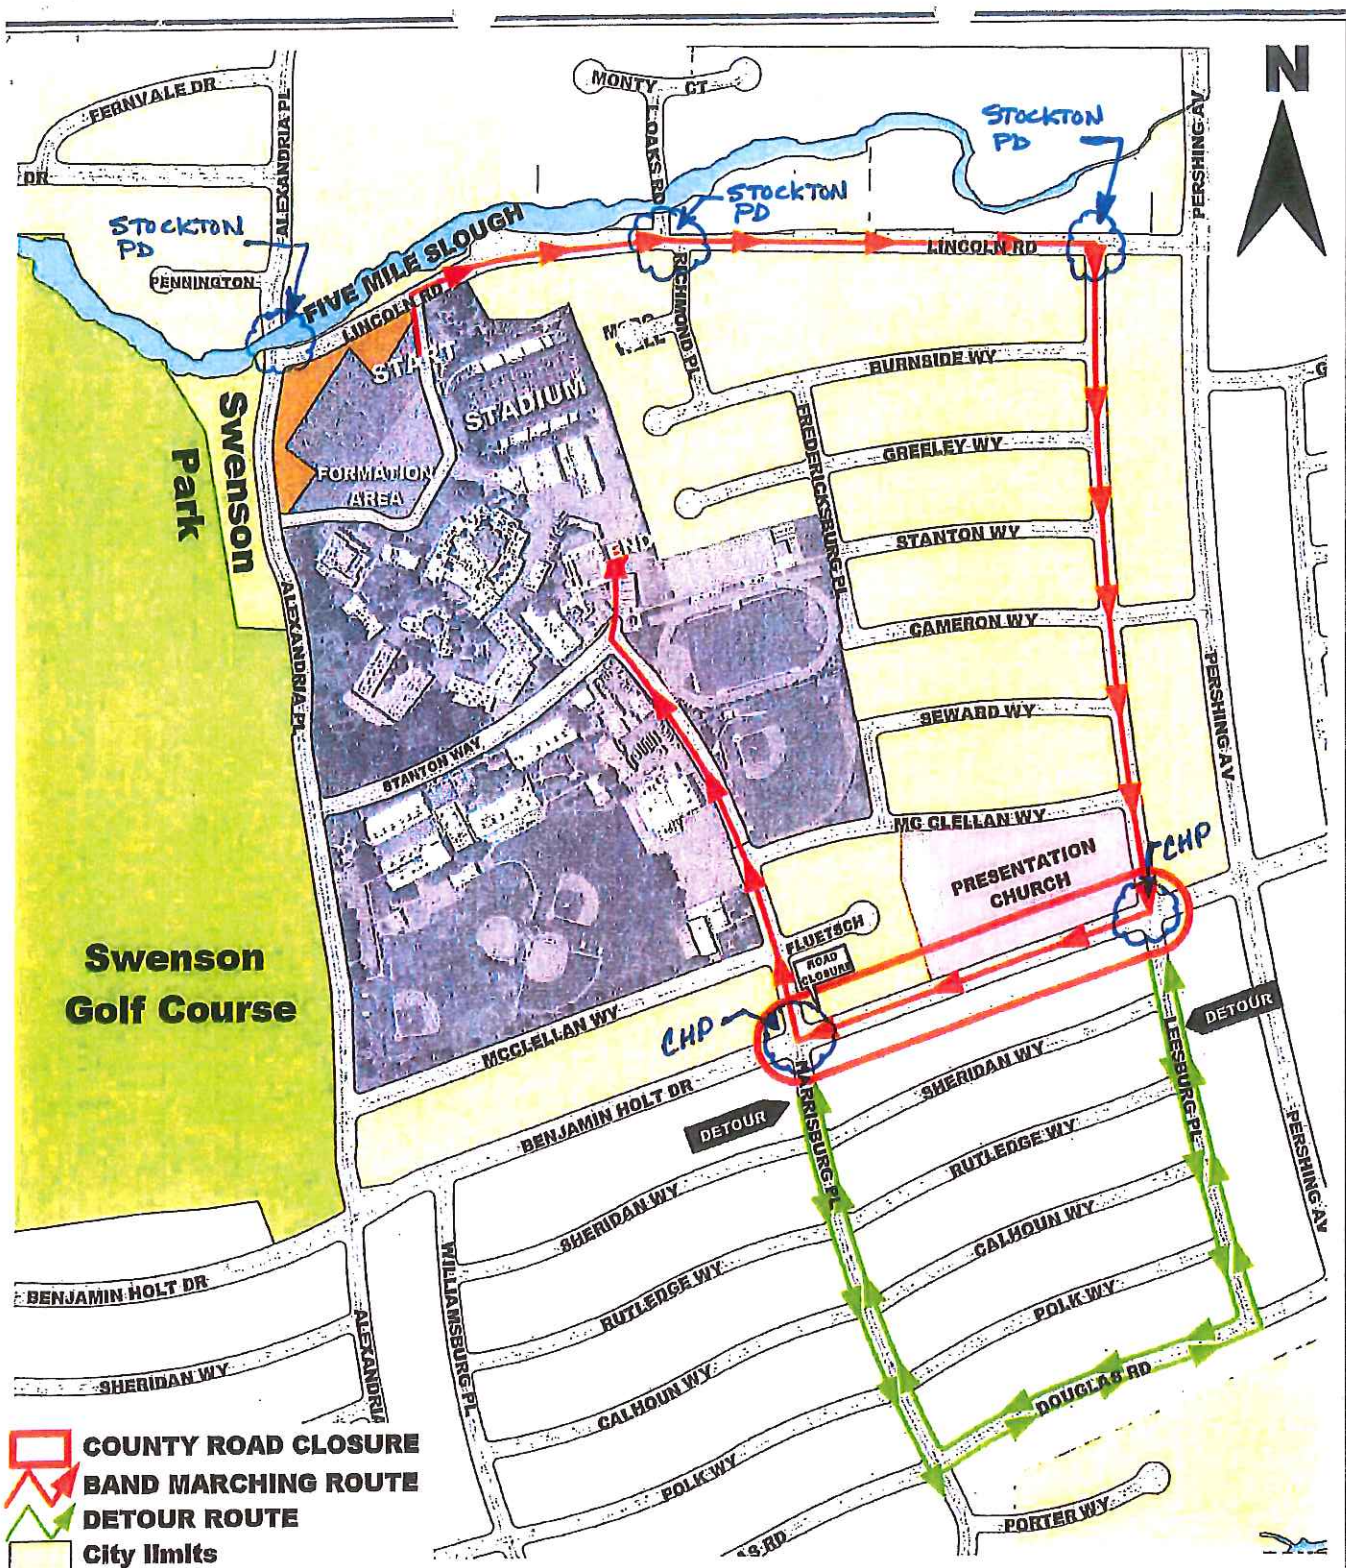 N
FERNVALE DR
MONTY CT
STOCKTON
PD
DR
ALEXANDRIA PL
OAKS RD
PERSHING AV
STOCKTON
PD
STOCKTON
PD
PENNINGTON
FIVE MILE SLOUGH
LINCOLN RD
LINCOLN RD
RICHMOND PL
START
STADIUM
BURNSIDE WY
G
Swenson
Park
FREDERICKSBURG PL
GREELEY WY
FORMATION
AREA
STANTON WY
END
ALEXANDRIA PL
CAMERON WY
PERSHING AV
SEWARD WY
STANTON WAY
MC CLELLAN WY
CHP
PRESENTATION
CHURCH
FLUETSCH
ROAD
CLOSURE
Swenson
Golf Course
MCCLELLAN WY
CHP
DETOUR
LEESBURG PL
SHERIDAN WY
BENJAMIN HOLT DR
DETOUR
HARRISBURG PL
RUTLEDGE WY
PERSHING AV
SHERIDAN WY
CALHOUN WY
BENJAMIN HOLT DR
WILLIAMSBURG PL
RUTLEDGE WY
POLK WY
ALEXANDRIA
SHERIDAN WY
CALHOUN WY
DOUGLAS RD
POLK WY
PORTER WY
AS RD
COUNTY ROAD CLOSURE
BAND MARCHING ROUTE
DETOUR ROUTE
City limits